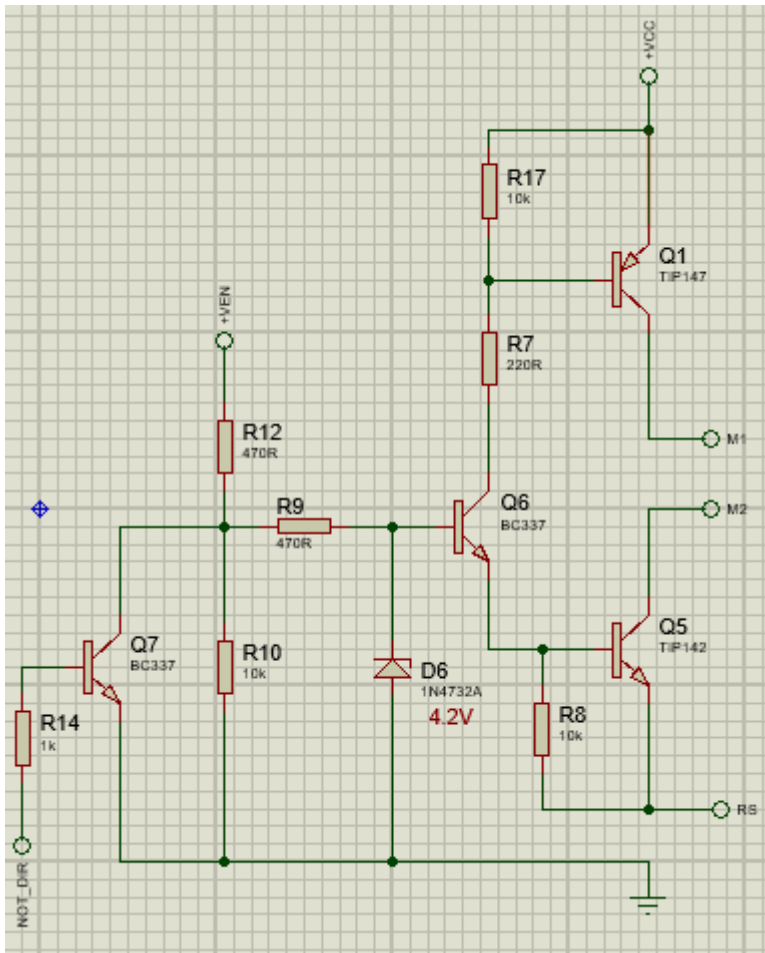 +VCC
R17
10k
Q1
TIP147
+VEN
R7
220R
R12
470R
M1
R9
470R
Q6
BC337
M2
Q7
BC337
R10
10k
Q5
TIP142
D6
1N4732A
4.2V
R14
1k
R8
10k
RS
NOT_DIR